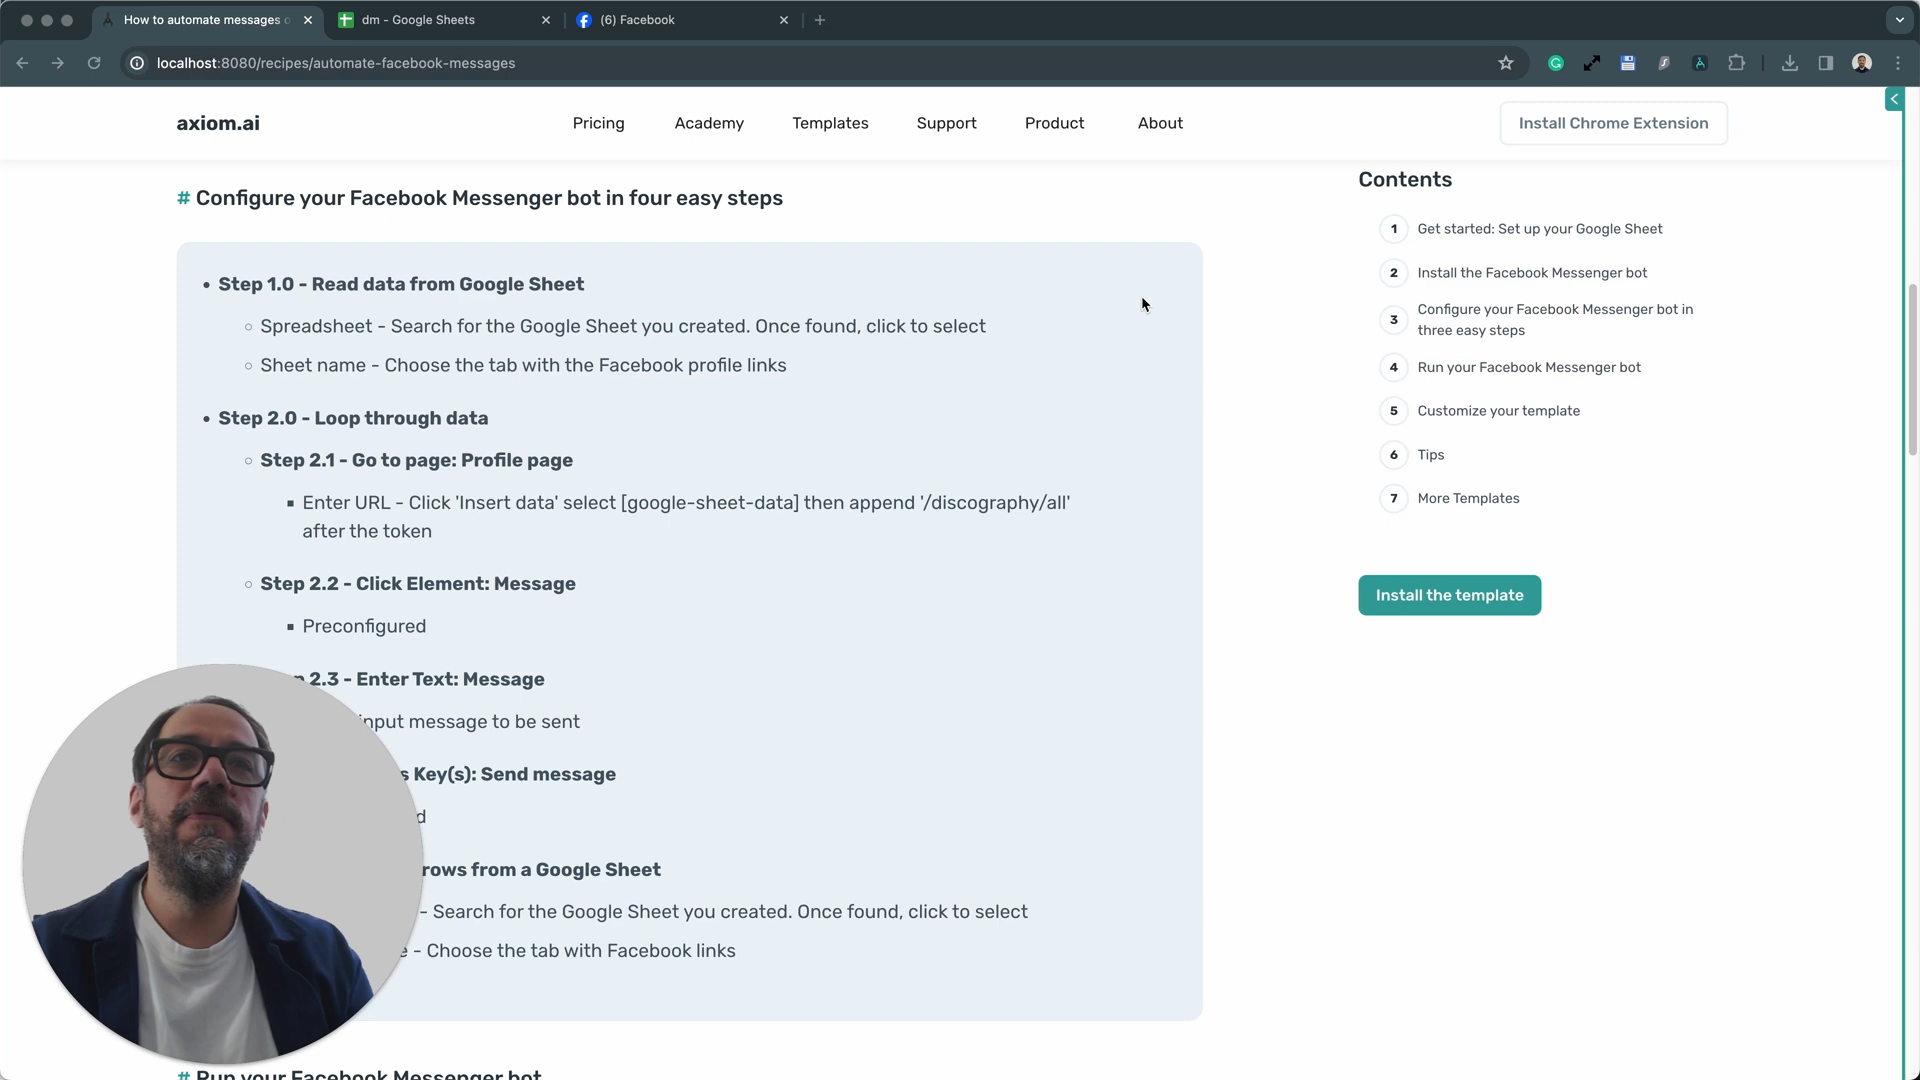 How to automate messages o
dm - Google Sheets
(6) Facebook
localhost:8080/recipes/automate-facebook-messages
axiom.ai
Pricing
Academy
Templates
Support
Product
About
Install Chrome Extension
# Configure your Facebook Messenger bot in four easy steps
Step 1.0 - Read data from Google Sheet
Spreadsheet - Search for the Google Sheet you created. Once found, click to select
Sheet name - Choose the tab with the Facebook profile links
Step 2.0 - Loop through data
Step 2.1 - Go to page: Profile page
Enter URL - Click 'Insert data' select [google-sheet-data] then append '/discography/all'
after the token
Step 2.2 - Click Element: Message
Preconfigured
2.3 - Enter Text: Message
input message to be sent
s Key(s): Send message
d
rows from a Google Sheet
- Search for the Google Sheet you created. Once found, click to select
e - Choose the tab with Facebook links
# Run your Facebook Messenger bot
Contents
1 Get started: Set up your Google Sheet
2 Install the Facebook Messenger bot
3 Configure your Facebook Messenger bot in
three easy steps
4 Run your Facebook Messenger bot
5 Customize your template
6 Tips
7 More Templates
Install the template